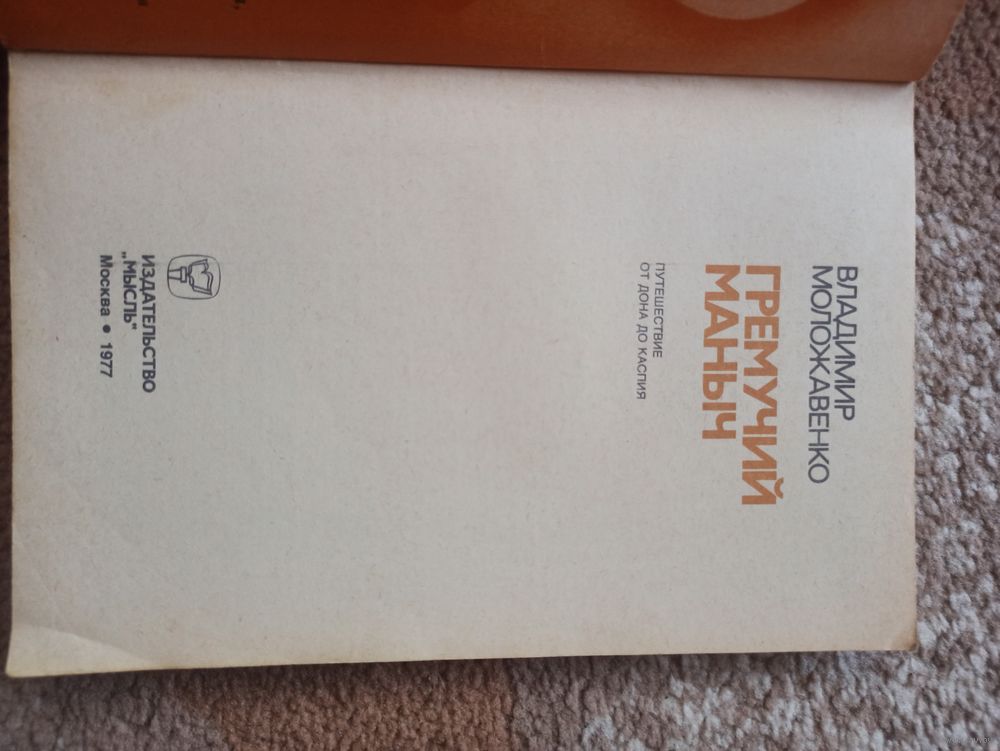 ВЛАДИМИР
МОЛОЖАВЕНКО
ГРЕМУЧИЙ
МАНЫЧ
ПУТЕШЕСТВИЕ
ОТ ДОНА ДО КАСПИЯ
ИЗДАТЕЛЬСТВО
„МЫСЛЬ"
Москва • 1977